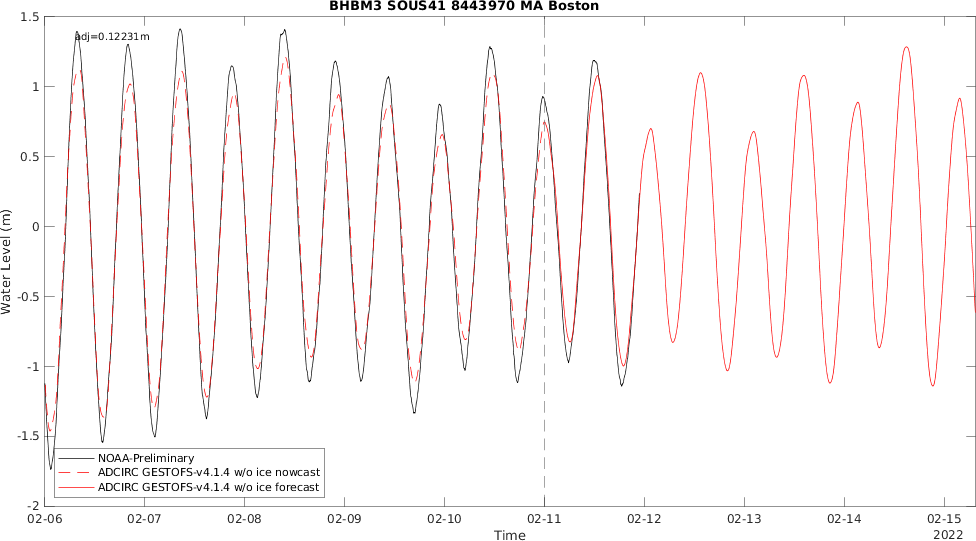 BHBM3 SOUS41 8443970 MA Boston
adj=0.12231m
1.5
1
0.5
0
-0.5
-1
-1.5
-2
Water Level (m)
NOAA-Preliminary
ADCIRC GESTOFS-v4.1.4 w/o ice nowcast
ADCIRC GESTOFS-v4.1.4 w/o ice forecast
02-06 02-07 02-08 02-09 02-10 02-11 02-12 02-13 02-14 02-15
Time
2022